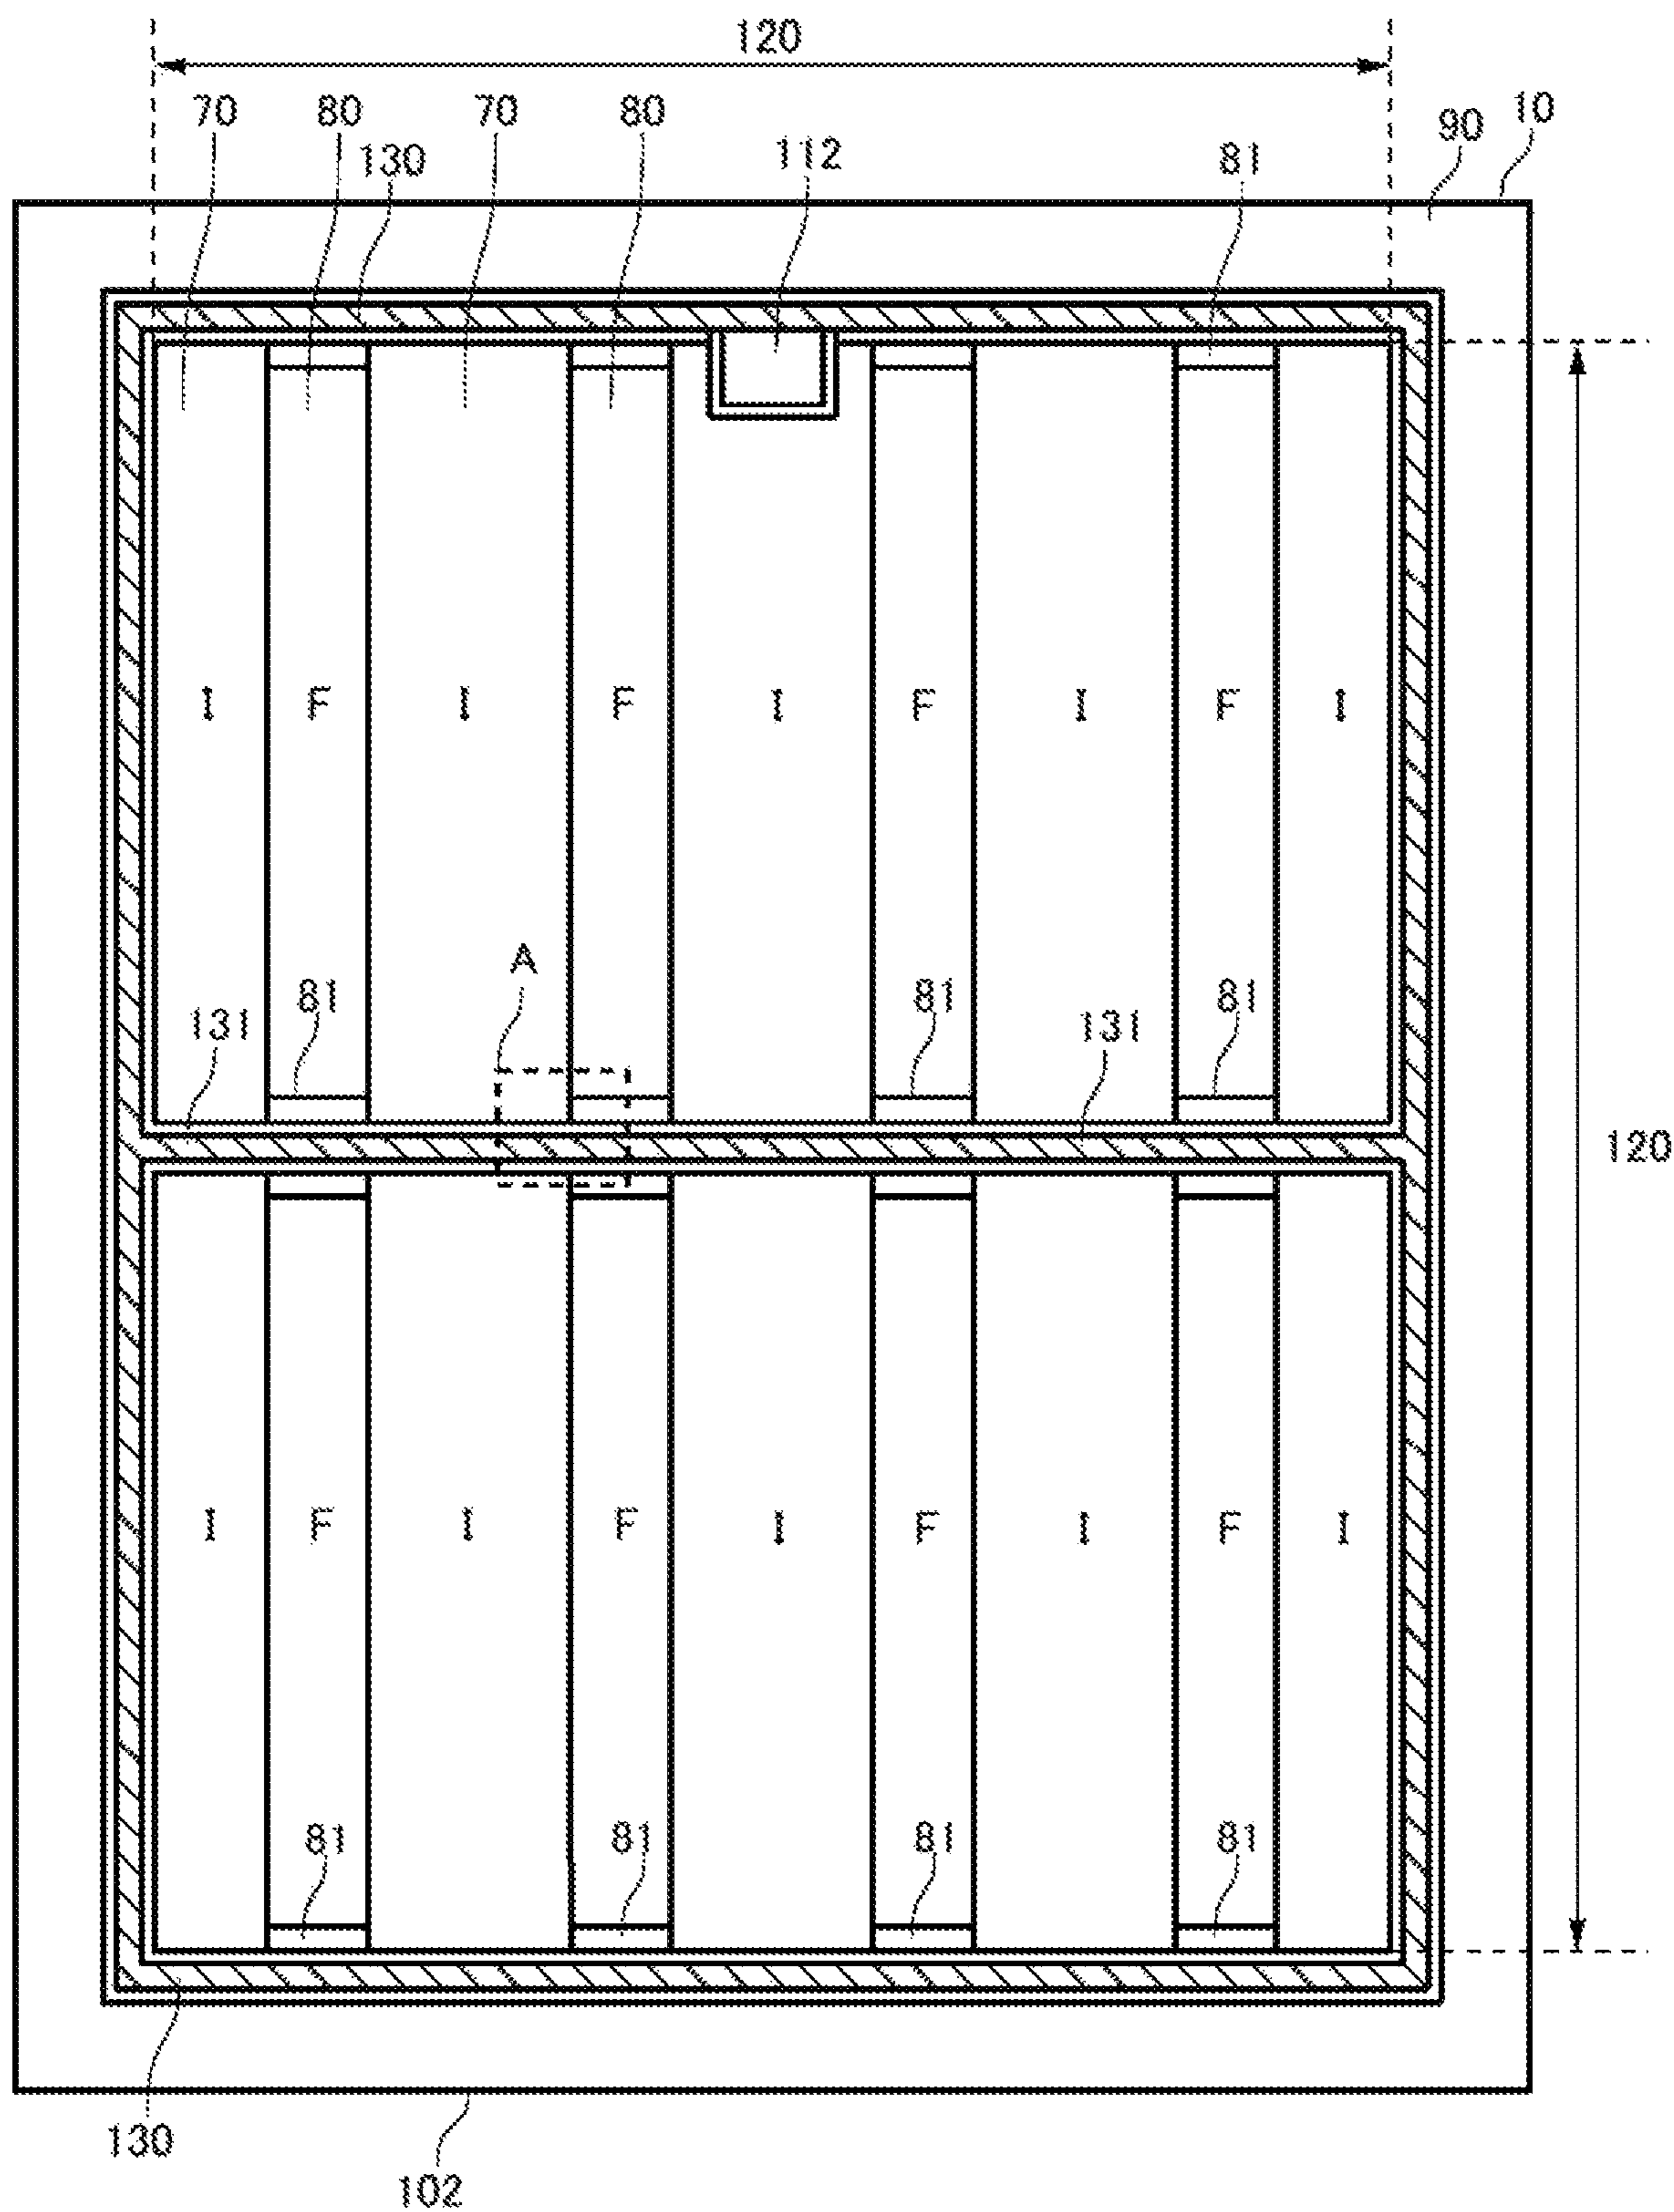 120
70 80 70 80 10
90
130 112 81
I F I F I F I F I
A
81 81 81
131 131
120
I F I F I F I F I
81 81 81 81
130
102